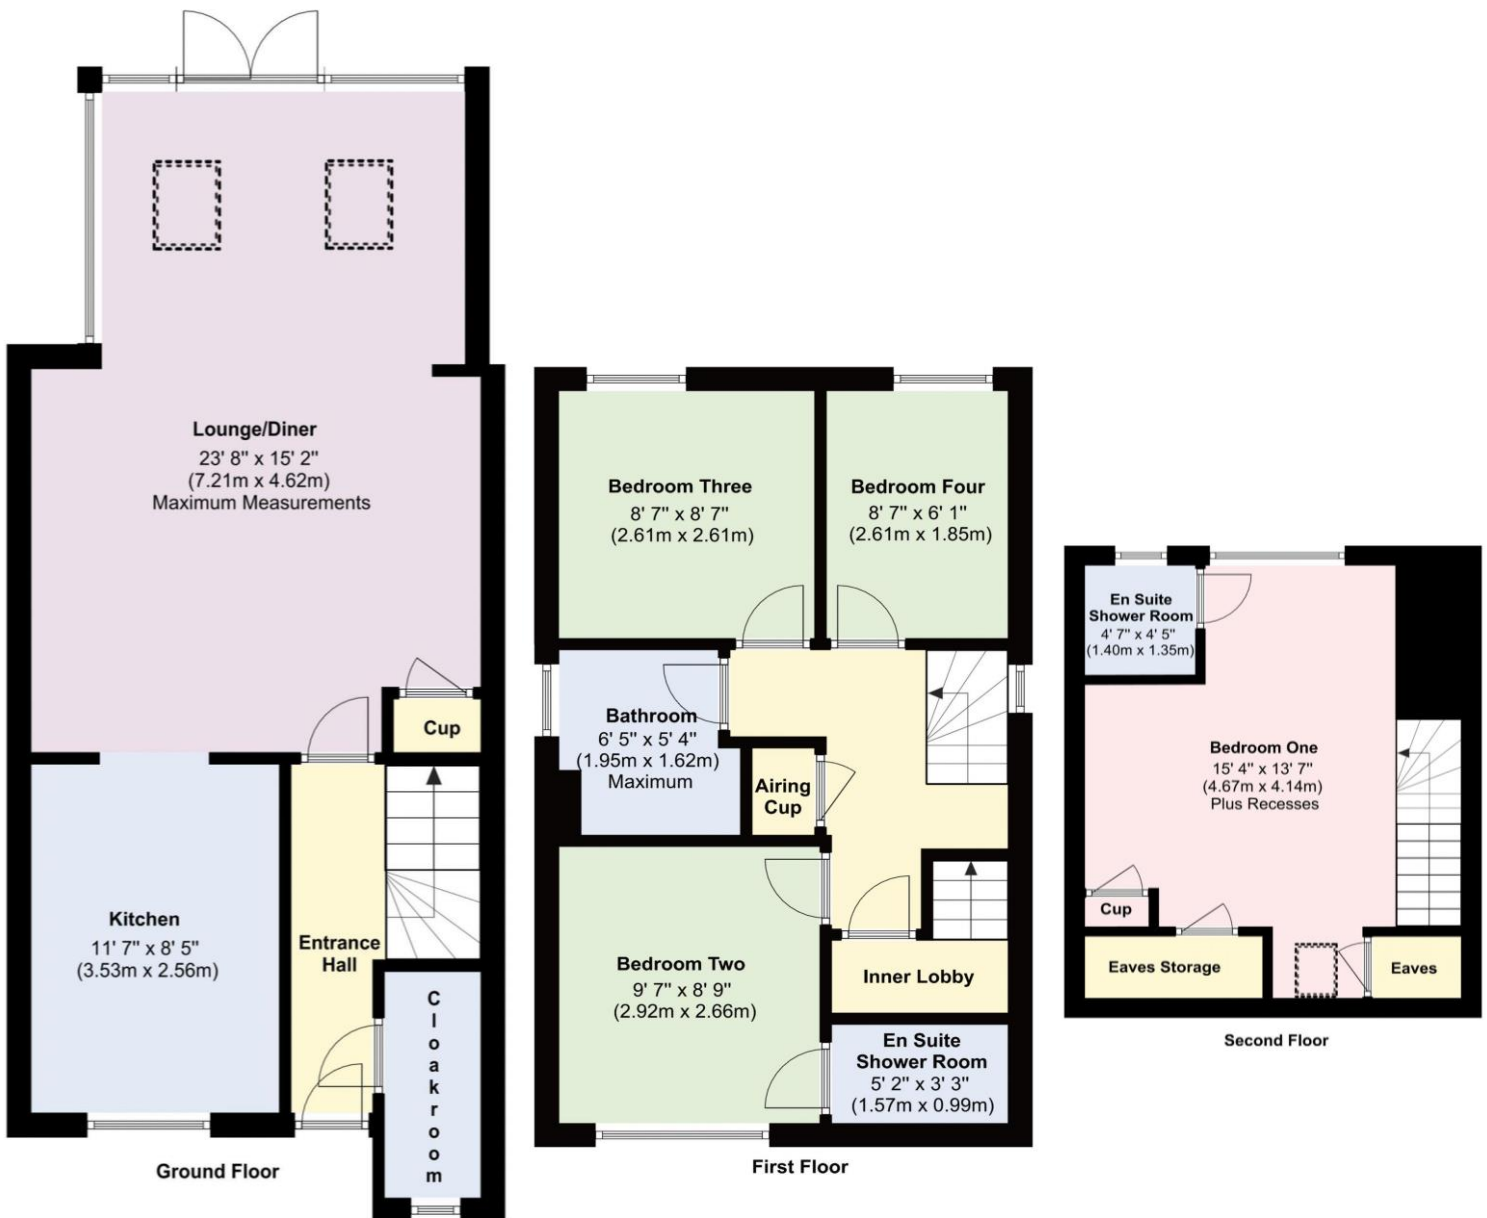 Lounge/Diner
23' 8" x 15' 2"
(7.21m x 4.62m)
Maximum Measurements
Cup
Kitchen
11' 7" x 8' 5"
(3.53m x 2.56m)
Entrance
Hall
Cloakroom
Ground Floor
Bedroom Three
8' 7" x 8' 7"
(2.61m x 2.61m)
Bedroom Four
8' 7" x 6' 1"
(2.61m x 1.85m)
Bathroom
6' 5" x 5' 4"
(1.95m x 1.62m)
Maximum
Airing
Cup
Bedroom Two
9' 7" x 8' 9"
(2.92m x 2.66m)
Inner Lobby
En Suite
Shower Room
5' 2" x 3' 3"
(1.57m x 0.99m)
First Floor
En Suite
Shower Room
4' 7" x 4' 5"
(1.40m x 1.35m)
Bedroom One
15' 4" x 13' 7"
(4.67m x 4.14m)
Plus Recesses
Cup
Eaves Storage
Eaves
Second Floor